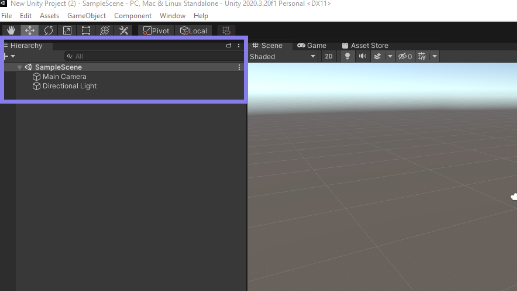 New Unity Project (2) - SampleScene - PC, Mac & Linux Standalone - Unity 2020.3.20f1 Personal <DX11>
File Edit Assets GameObject Component Window Help
Pivot Local
Hierarchy
All
SampleScene
Main Camera
Directional Light
Scene Game Asset Store
Shaded 2D 0